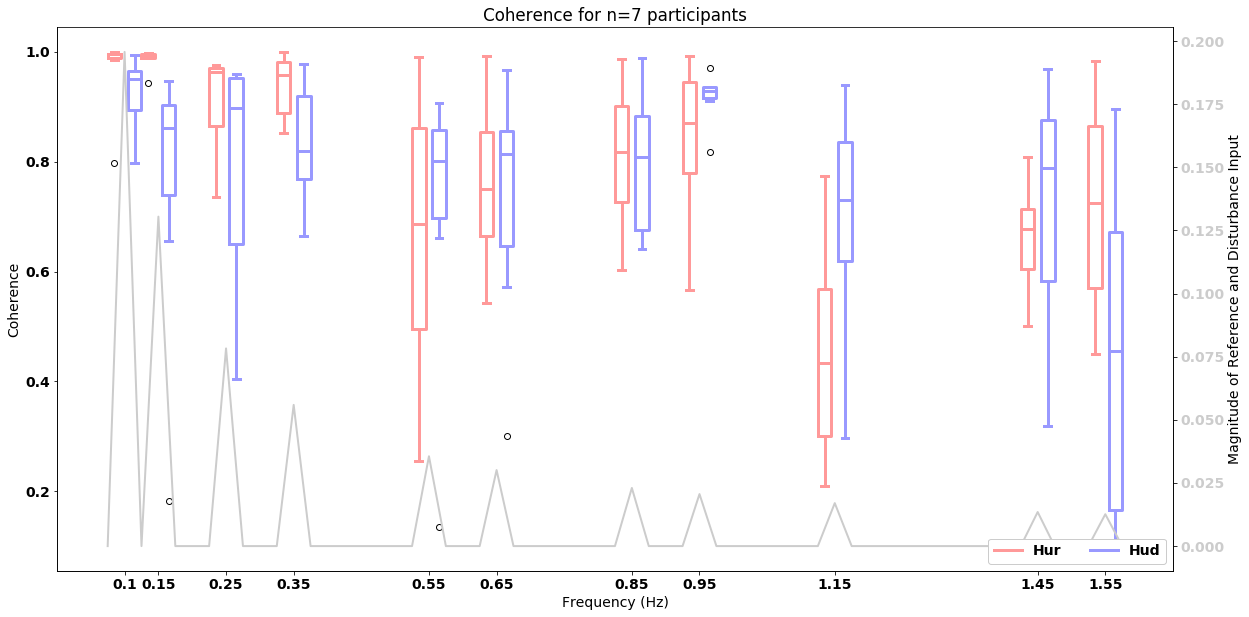 Coherence for n=7 participants
Coherence
1.0
0.8
0.6
0.4
0.2
0.200
0.175
0.150
0.125
0.100
0.075
0.050
0.025
0.000
Magnitude of Reference and Disturbance Input
Hur Hud
0.1 0.15 0.25 0.35 0.55 0.65 0.85 0.95 1.15 1.45 1.55
Frequency (Hz)